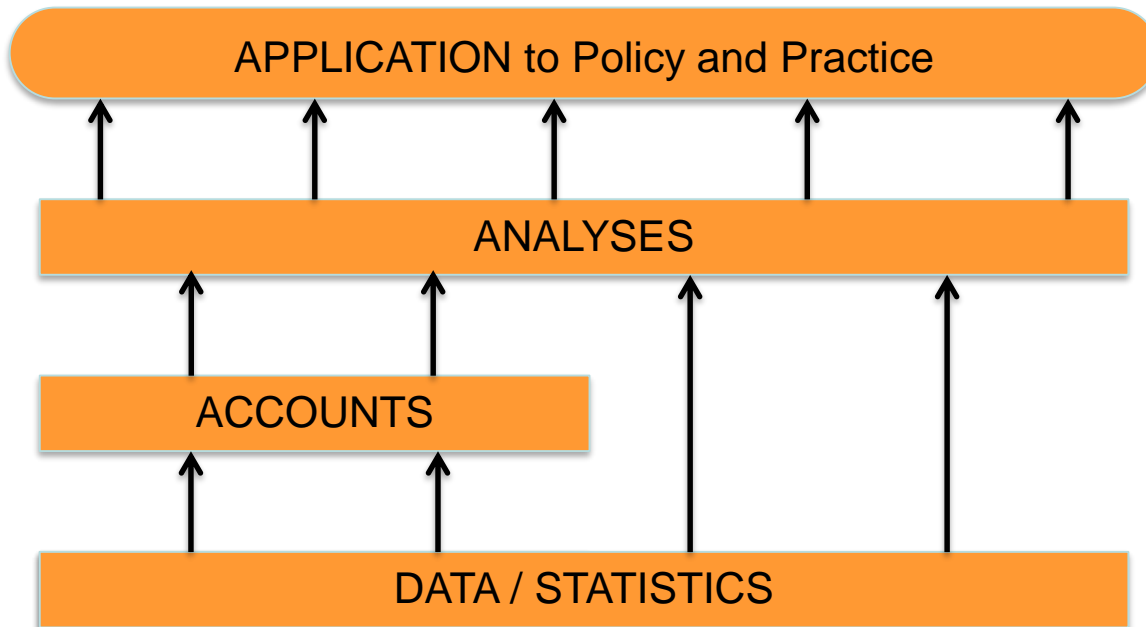 APPLICATION to Policy and Practice
ANALYSES
ACCOUNTS
DATA / STATISTICS